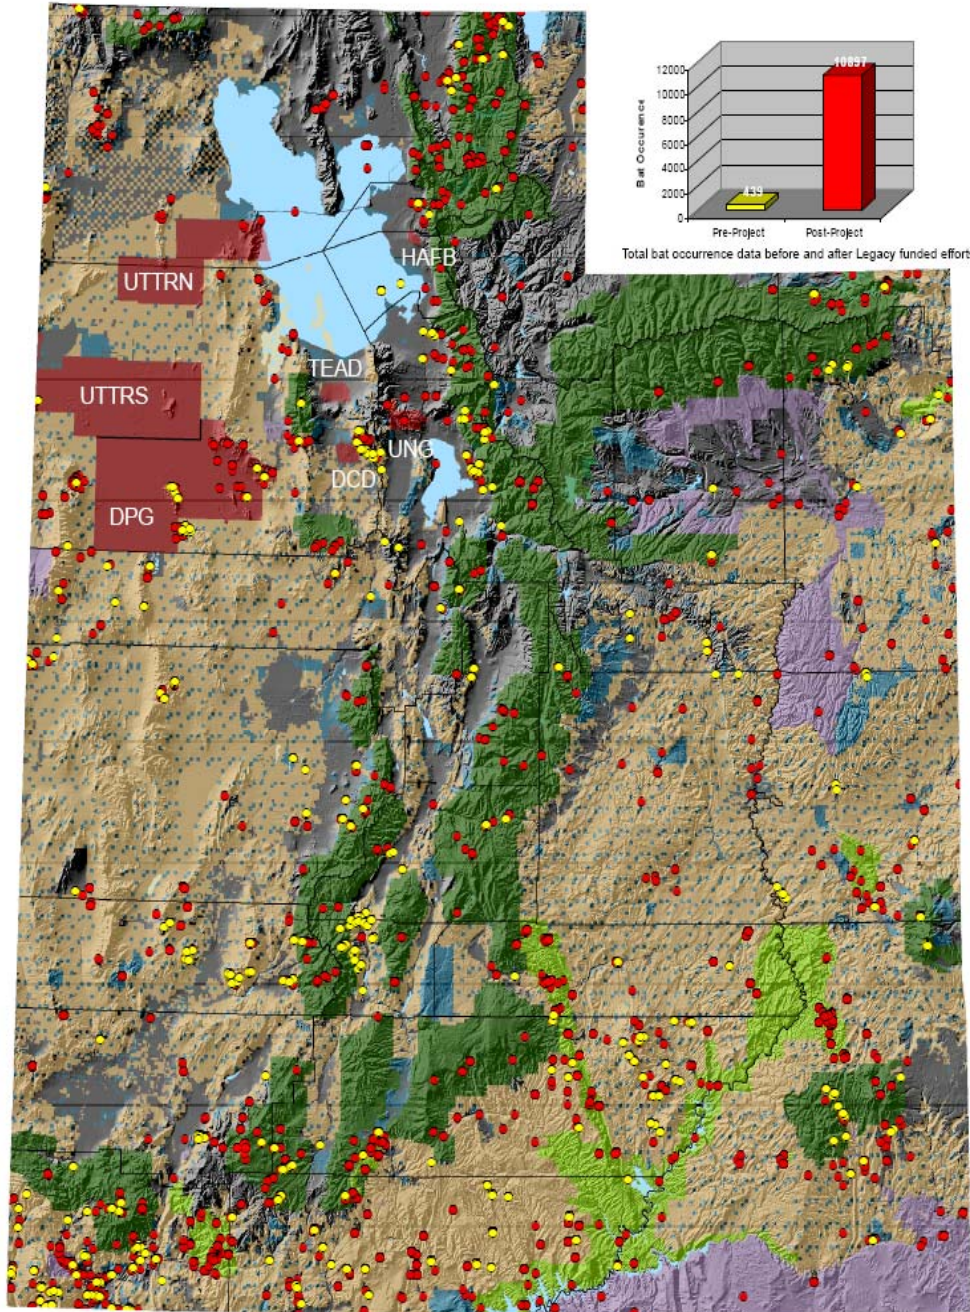 12000
10000
8000
6000
4000
2000
0
Bat Occurence
439
10897
Pre-Project
Post-Project
Total bat occurrence data before and after Legacy funded efforts
HAFB
UTTRN
TEAD
UTTRS
UNG
DCD
DPG